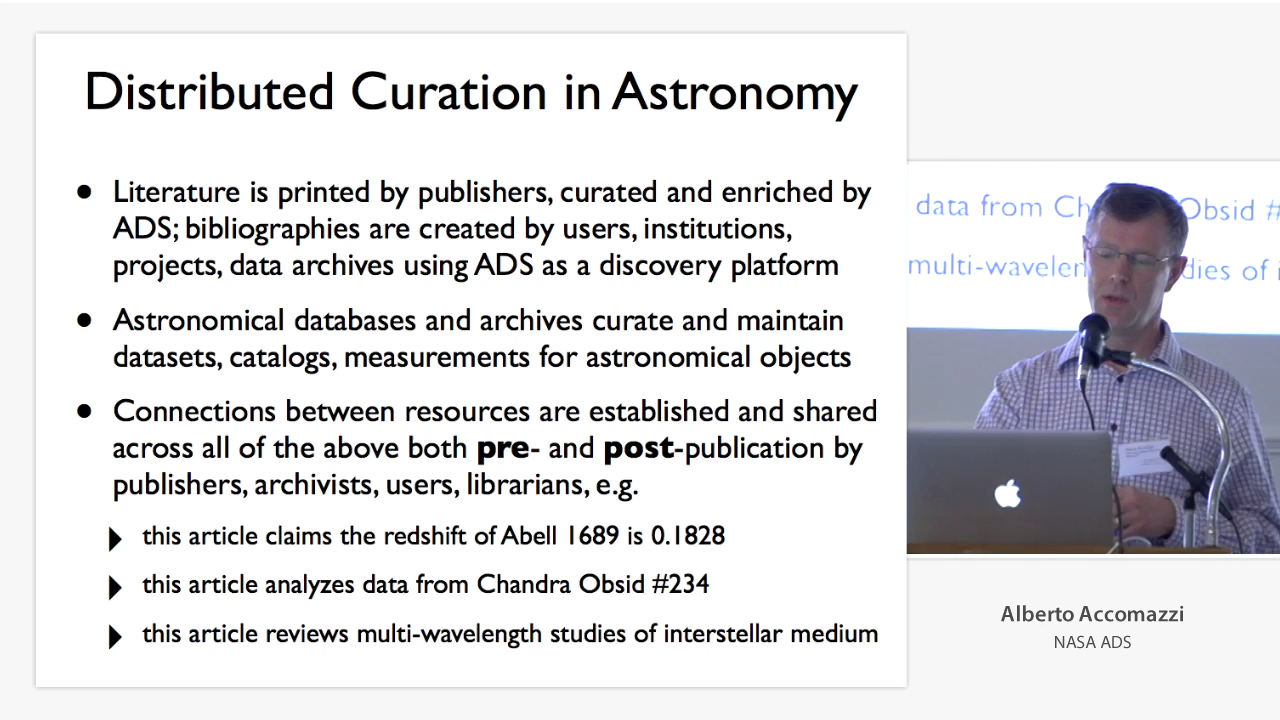 Distributed Curation in Astronomy
• Literature is printed by publishers, curated and enriched by
ADS; bibliographies are created by users, institutions,
projects, data archives using ADS as a discovery platform
• Astronomical databases and archives curate and maintain
datasets, catalogs, measurements for astronomical objects
• Connections between resources are established and shared
across all of the above both pre- and post-publication by
publishers, archivists, users, librarians, e.g.
this article claims the redshift of Abell 1689 is 0.1828
this article analyzes data from Chandra Obsid #234
this article reviews multi-wavelength studies of interstellar medium
data from Ch Obsid #
multi-wavelen dies of i
Alberto Accomazzi
NASA ADS